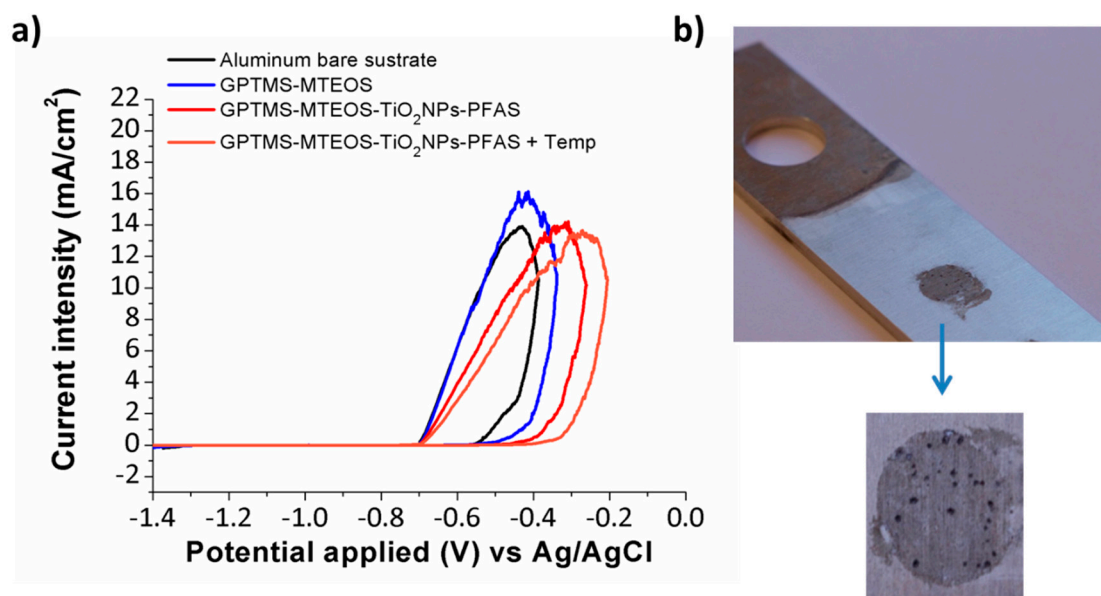 a)
Aluminum bare sustrate
GPTMS-MTEOS
GPTMS-MTEOS-TiO₂NPs-PFAS
GPTMS-MTEOS-TiO₂NPs-PFAS + Temp
Current intensity (mA/cm²)
22
20
18
16
14
12
10
8
6
4
2
0
-2
-1.4
-1.0
-0.8
-0.6
-0.4
-0.2
0.0
Potential applied (V) vs Ag/AgCl
b)